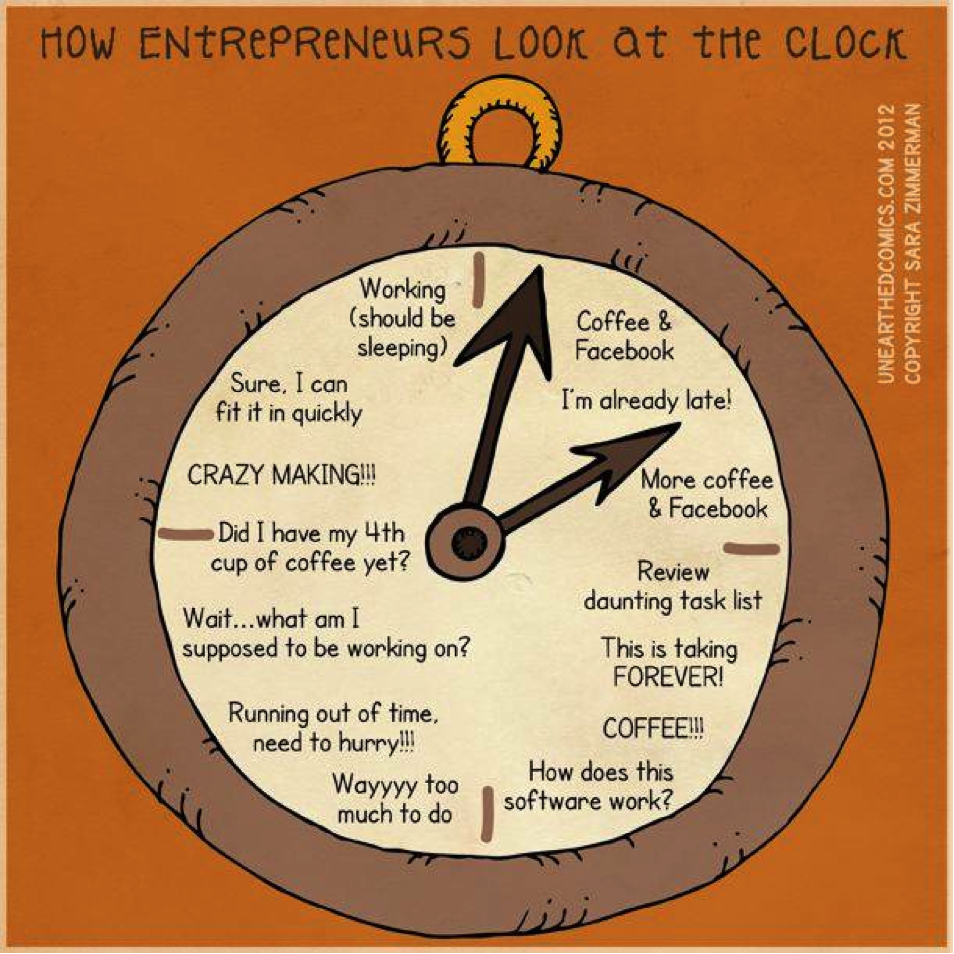 HOW ENTREPRENEURS LOOK at tHE CLOCK
UNEARTHEDCOMICS.COM 2012
COPYRIGHT SARA ZIMMERMAN
Coffee &
Facebook
I'm already late!
More coffee
& Facebook
Review
daunting task list
This is taking
FOREVER!
COFFEE!!!
How does this
software work?
Wayyyy too
much to do
Running out of time,
need to hurry!!!
Wait...what am I
supposed to be working on?
Did I have my 4th
cup of coffee yet?
CRAZY MAKING!!!
Sure, I can
fit it in quickly
Working
(should be
sleeping)